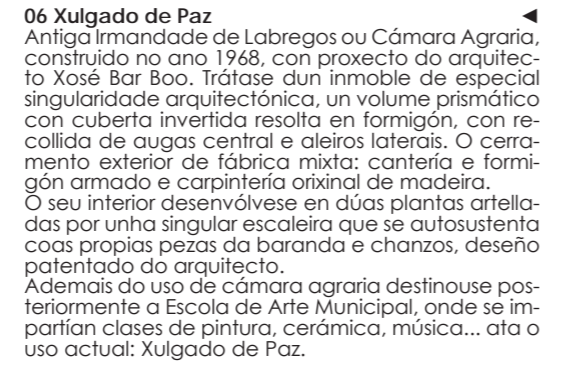 06 Xulgado de Paz ◄
Antiga Irmandade de Labregos ou Cámara Agraria,
construido no ano 1968, con proxecto do arquitec-
to Xosé Bar Boo. Trátase dun inmoble de especial
singularidade arquitectónica, un volume prismático
con cuberta invertida resolta en formigón, con re-
collida de augas central e aleiros laterais. O cerra-
mento exterior de fábrica mixta: cantería e formi-
gón armado e carpintería orixinal de madeira.
O seu interior desenvólvese en dúas plantas artella-
das por unha singular escaleira que se autosustenta
coas propias pezas da baranda e chanzos, deseño
patentado do arquitecto.
Ademais do uso de cámara agraria destinouse pos-
teriormente a Escola de Arte Municipal, onde se im-
partían clases de pintura, cerámica, música... ata o
uso actual: Xulgado de Paz.